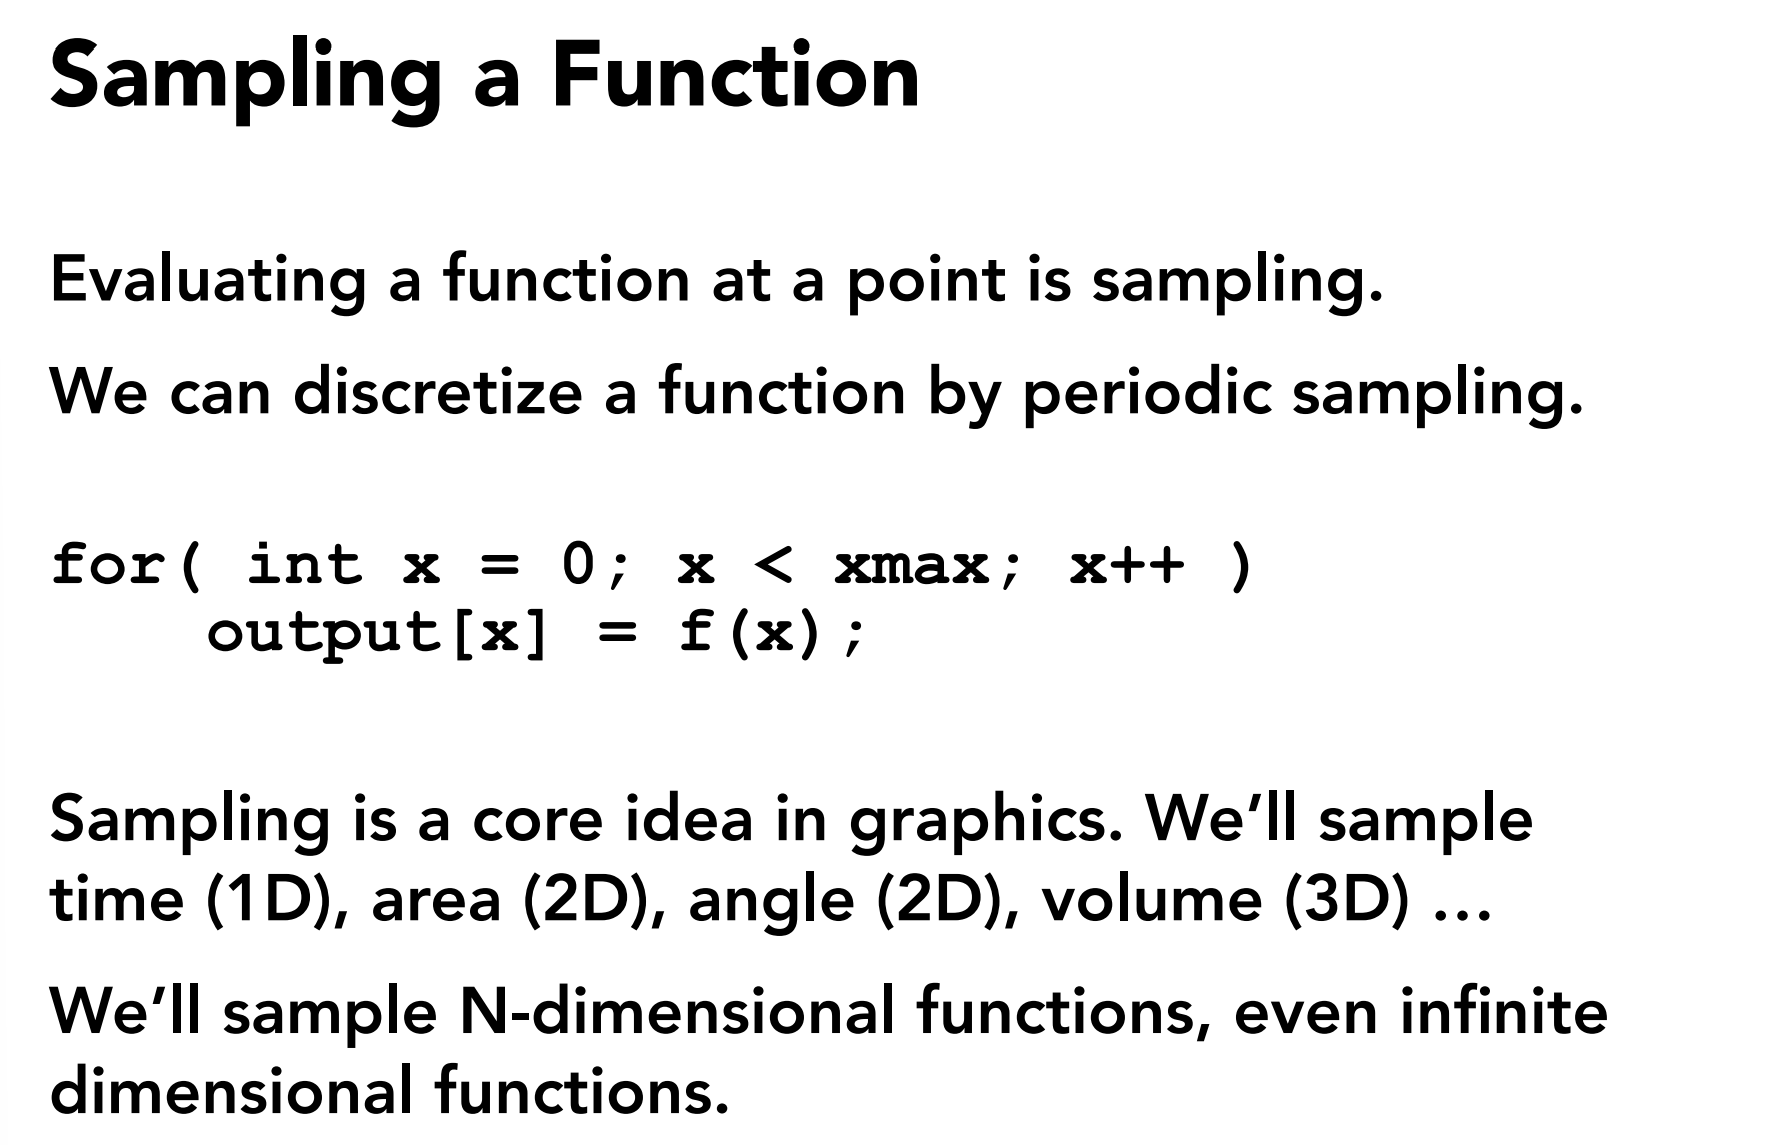 Sampling a Function
Evaluating a function at a point is sampling.
We can discretize a function by periodic sampling.
for( int x = 0; x < xmax; x++ )
    output[x] = f(x);
Sampling is a core idea in graphics. We’ll sample
time (1D), area (2D), angle (2D), volume (3D) …
We’ll sample N-dimensional functions, even infinite
dimensional functions.